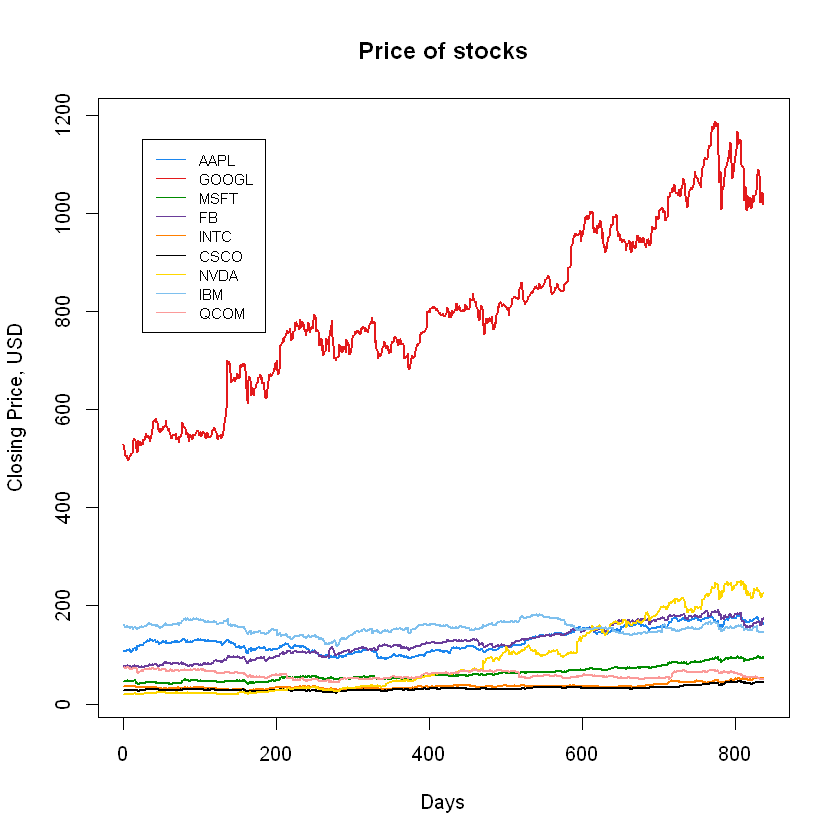 Price of stocks
1200
1000
800
600
400
200
0
Closing Price, USD
AAPL
GOOGL
MSFT
FB
INTC
CSCO
NVDA
IBM
QCOM
0 200 400 600 800
Days